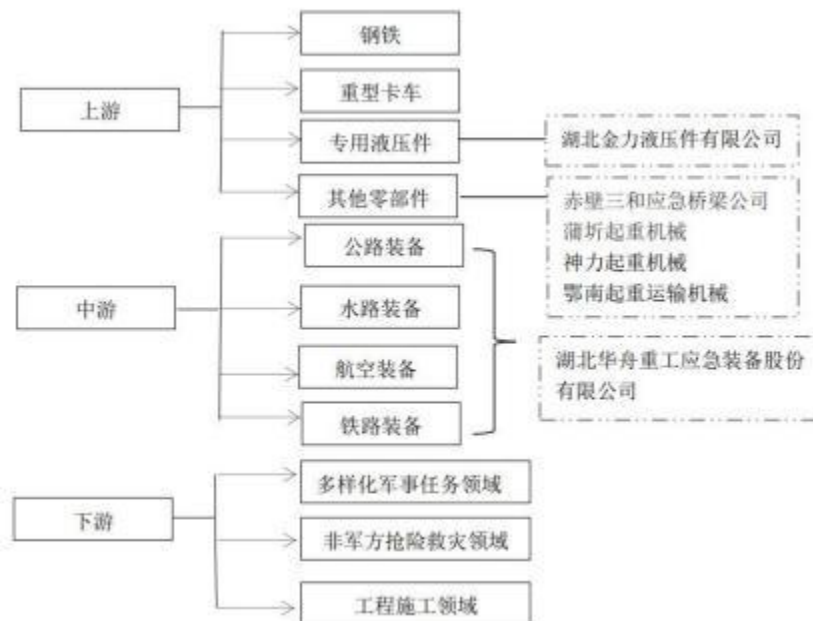 钢铁
重型卡车
上游
专用液压件
湖北金力液压件有限公司
其他零部件
赤壁三和应急桥梁公司
蒲圻起重机械
神力起重机械
鄂南起重运输机械
公路装备
中游
水路装备
航空装备
湖北华舟重工应急装备股份
有限公司
铁路装备
多样化军事任务领域
下游
非军方抢险救灾领域
工程施工领域